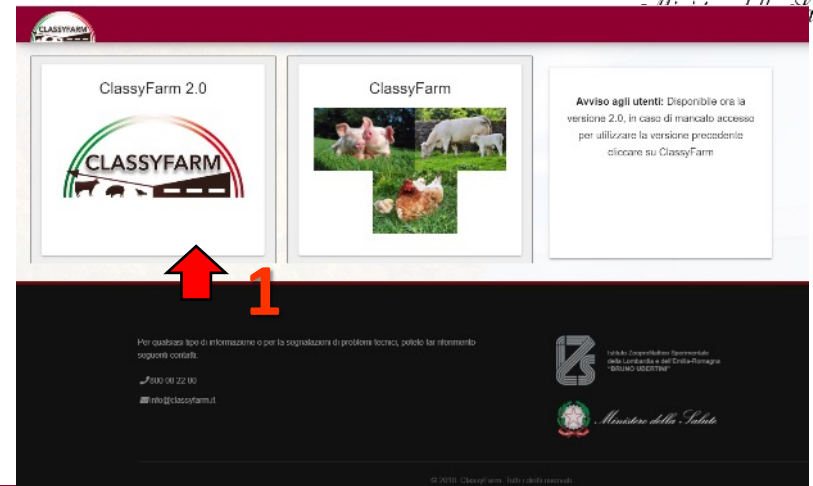 CLASSYFARM
ClassyFarm 2.0
CLASSYFARM
ClassyFarm
Avviso agli utenti: Disponibile ora la
versione 2.0, in caso di mancato accesso
per utilizzare la versione precedente
cliccare su ClassyFarm
1
Per qualsiasi tipo di informazione o per la segnalazioni di problemi tecnici, potete far riferimento
seguenti contatti.
800 00 22 00
info@classyfarm.it
Istituto Zooprofilattico Sperimentale
della Lombardia e dell'Emilia-Romagna
"BRUNO UBERTINI"
Ministero della Salute
© 2018. ClassyFarm. Tutti i diritti riservati